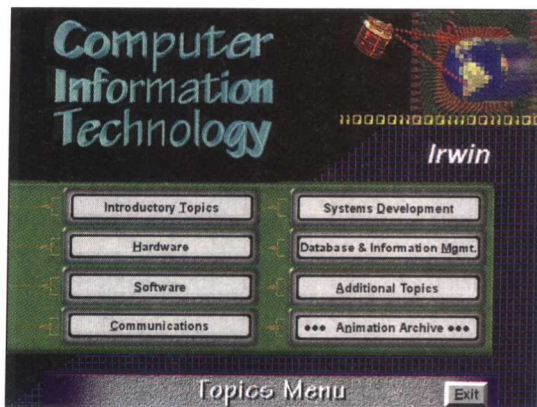 Computer
Information
Technology
Irwin
Introductory Topics
Systems Development
Hardware
Database & Information Mgmt.
Software
Additional Topics
Communications
••• Animation Archive •••
Topics Menu
Exit